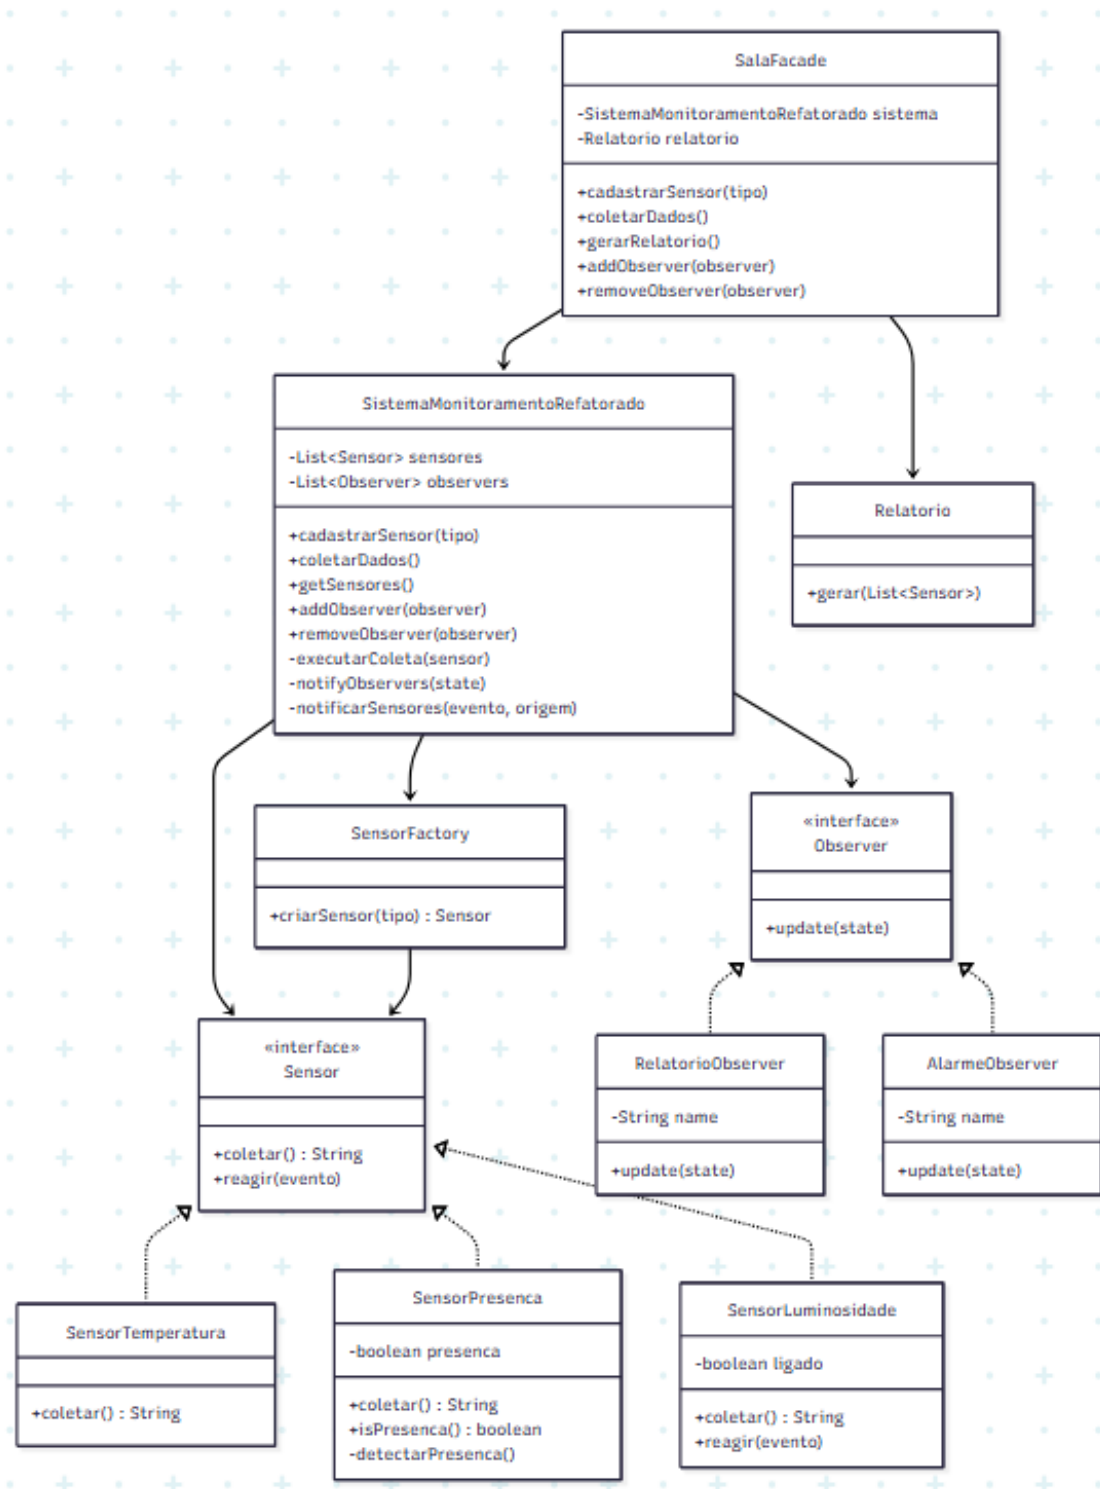 SalaFacade
-SistemaMonitoramentoRefatorado sistema
-Relatorio relatorio
+cadastrarSensor(tipo)
+coletarDados()
+gerarRelatorio()
+addObserver(observer)
+removeObserver(observer)
SistemaMonitoramentoRefatorado
-List<Sensor> sensores
-List<Observer> observers
+cadastrarSensor(tipo)
+coletarDados()
+getSensores()
+addObserver(observer)
+removeObserver(observer)
-executarColeta(sensor)
-notifyObservers(state)
-notificarSensores(evento, origem)
Relatorio
+gerar(List<Sensor>)
SensorFactory
+criarSensor(tipo) : Sensor
«interface»
Observer
+update(state)
«interface»
Sensor
+coletar() : String
+reagir(evento)
RelatorioObserver
-String name
+update(state)
AlarmeObserver
-String name
+update(state)
SensorTemperatura
+coletar() : String
SensorPresenca
-boolean presenca
+coletar() : String
+isPresenca() : boolean
-detectarPresenca()
SensorLuminosidade
-boolean ligado
+coletar() : String
+reagir(evento)